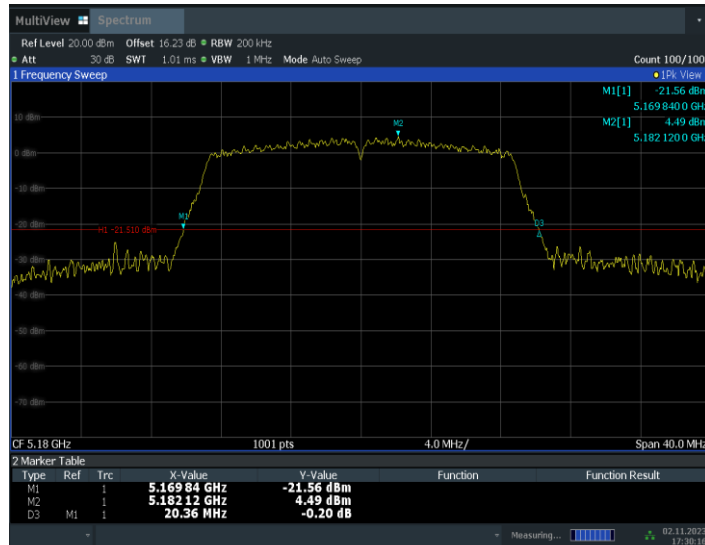 MultiView Spectrum
Ref Level 20.00 dBm Offset 16.23 dB RBW 200 kHz
Att 30 dB SWT 1.01 ms VBW 1 MHz Mode Auto Sweep Count 100/100
1 Frequency Sweep 1Pk View
M1[1] -21.56 dBm
5.169 840 0 GHz
M2[1] 4.49 dBm
5.182 120 0 GHz
10 dBm
M2
0 dBm
-10 dBm
M1
-20 dBm
D3
H1 -21.510 dBm
-30 dBm
-40 dBm
-50 dBm
-60 dBm
-70 dBm
CF 5.18 GHz 1001 pts 4.0 MHz/ Span 40.0 MHz
2 Marker Table
Type Ref Trc X-Value Y-Value Function Function Result
M1 1 5.169 84 GHz -21.56 dBm
M2 1 5.182 12 GHz 4.49 dBm
D3 M1 1 20.36 MHz -0.20 dB
Measuring... 02.11.2023
17:30:16